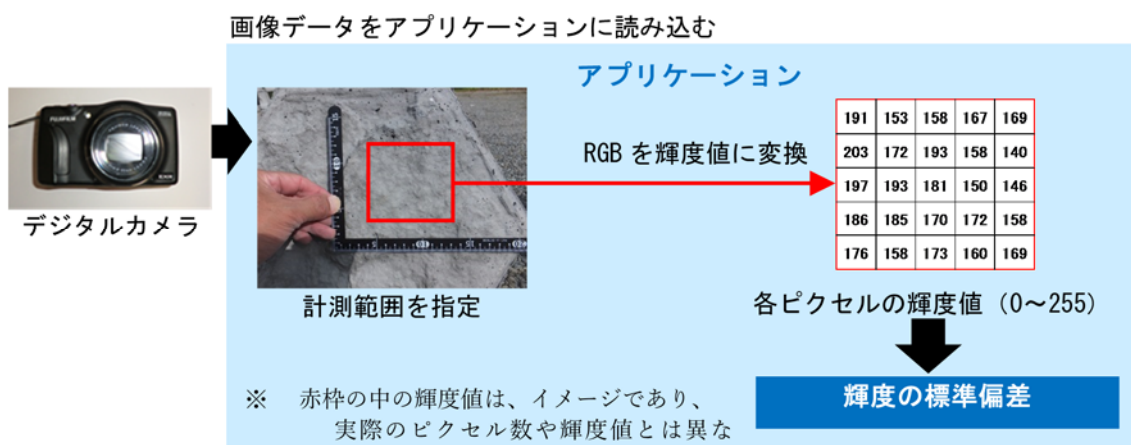 画像データをアプリケーションに読み込む
アプリケーション
デジタルカメラ
計測範囲を指定
RGBを輝度値に変換
191 153 158 167 169
203 172 193 158 140
197 193 181 150 146
186 185 170 172 158
176 158 173 160 169
各ピクセルの輝度値（0～255）
輝度の標準偏差
※ 赤枠の中の輝度値は、イメージであり、
実際のピクセル数や輝度値とは異な